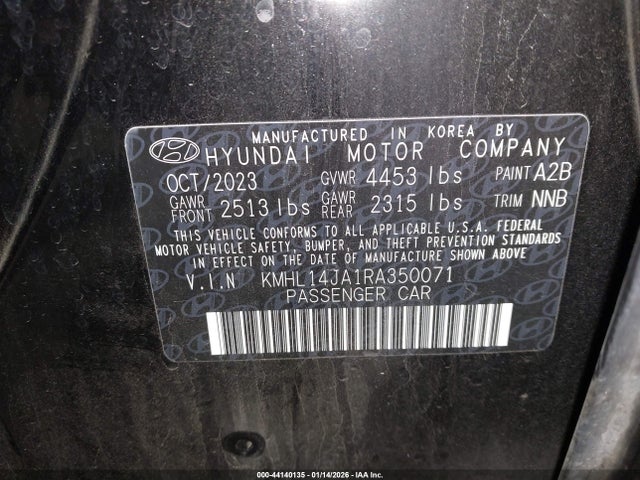 MANUFACTURED IN KOREA BY
HYUNDAI MOTOR COMPANY
OCT/2023 GVWR 4453 lbs PAINT A2B
GAWR FRONT 2513 lbs GAWR REAR 2315 lbs TRIM NNB
THIS VEHICLE CONFORMS TO ALL APPLICABLE U.S.A. FEDERAL
MOTOR VEHICLE SAFETY, BUMPER, AND THEFT PREVENTION STANDARDS
IN EFFECT ON THE DATE OF MANUFACTURE SHOWN ABOVE.
V.I.N KMHL14JA1RA350071
PASSENGER CAR
000-44140135 - 01/14/2026 - IAA Inc.